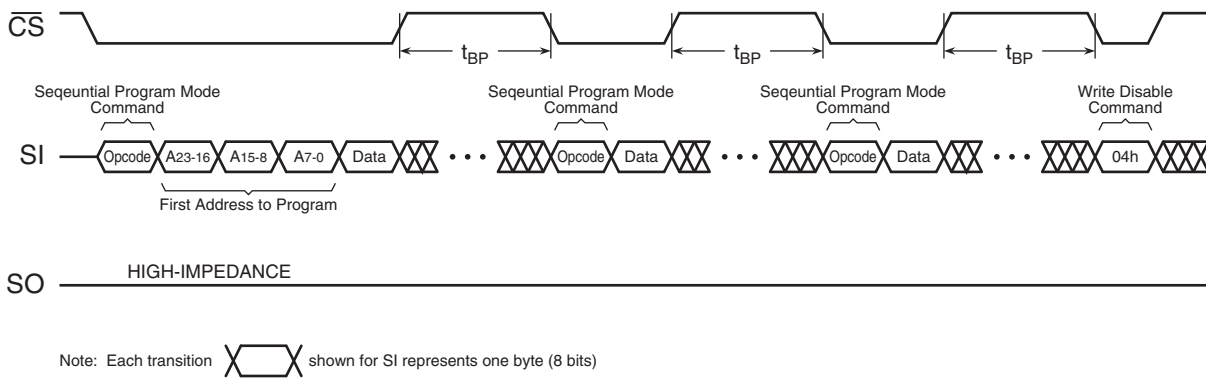 CS
tBP
tBP
tBP
Seqeuntial Program Mode
Command
Seqeuntial Program Mode
Command
Seqeuntial Program Mode
Command
Write Disable
Command
SI
Opcode
A23-16
A15-8
A7-0
Data
Opcode
Data
Opcode
Data
04h
First Address to Program
HIGH-IMPEDANCE
SO
Note: Each transition
shown for SI represents one byte (8 bits)